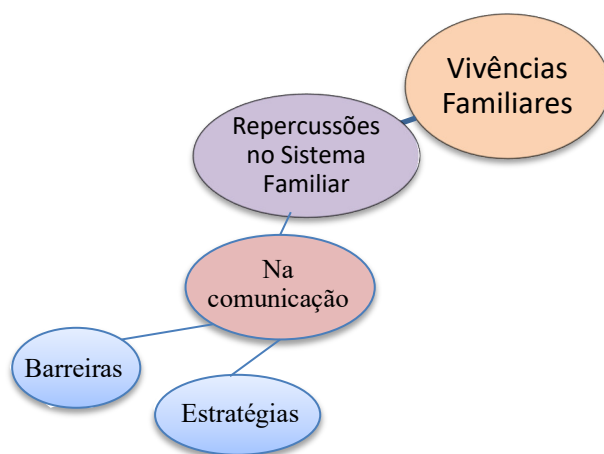 Vivências
Familiares
Repercussões
no Sistema
Familiar
Na
comunicação
Barreiras
Estratégias